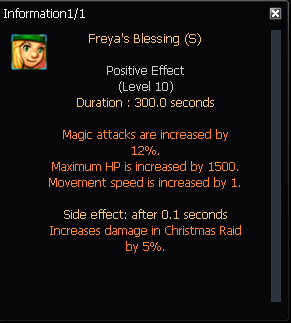 Information1/1
Freya's Blessing (S)
Positive Effect
(Level 10)
Duration : 300.0 seconds
Magic attacks are increased by
12%.
Maximum HP is increased by 1500.
Movement speed is increased by 1.
Side effect: after 0.1 seconds
Increases damage in Christmas Raid
by 5%.